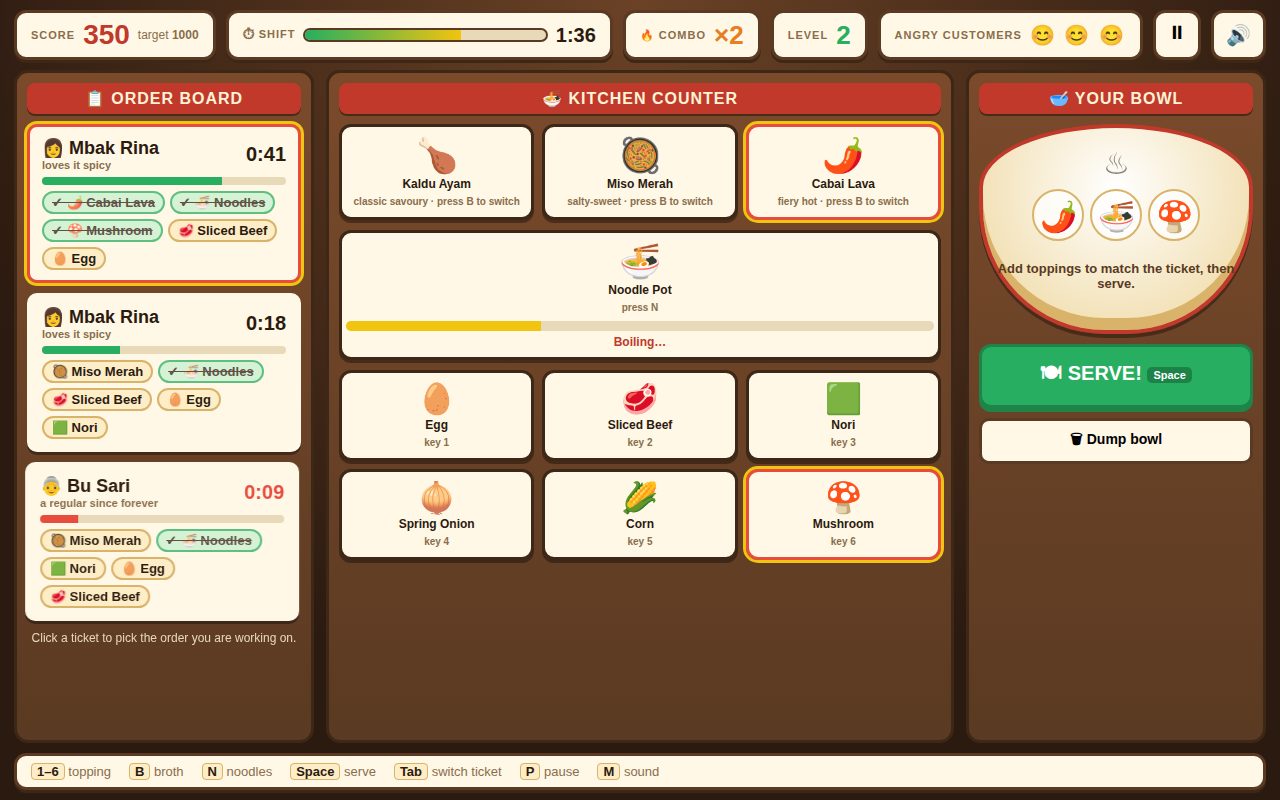 SCORE 350 target 1000
SHIFT 1:36
COMBO ×2
LEVEL 2
ANGRY CUSTOMERS
ORDER BOARD
Mbak Rina 0:41
loves it spicy
✓ Cabai Lava ✓ Noodles
✓ Mushroom Sliced Beef
Egg
Mbak Rina 0:18
loves it spicy
Miso Merah ✓ Noodles
Sliced Beef Egg
Nori
Bu Sari 0:09
a regular since forever
Miso Merah ✓ Noodles
Nori Egg
Sliced Beef
Click a ticket to pick the order you are working on.
KITCHEN COUNTER
Kaldu Ayam
classic savoury · press B to switch
Miso Merah
salty-sweet · press B to switch
Cabai Lava
fiery hot · press B to switch
Noodle Pot
press N
Boiling…
Egg
key 1
Sliced Beef
key 2
Nori
key 3
Spring Onion
key 4
Corn
key 5
Mushroom
key 6
YOUR BOWL
Add toppings to match the ticket, then
serve.
SERVE! Space
Dump bowl
1–6 topping B broth N noodles Space serve Tab switch ticket P pause M sound